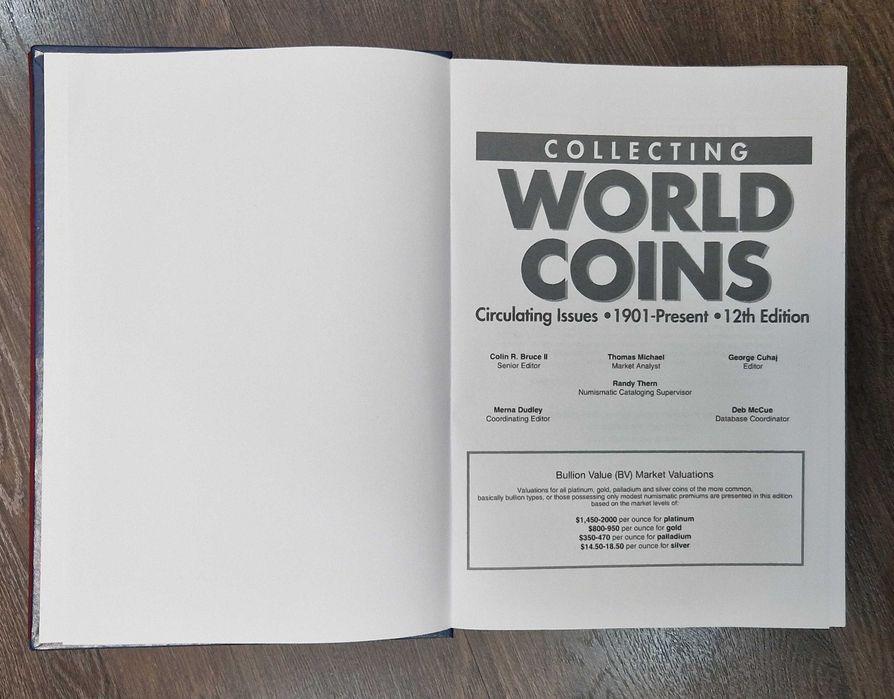 COLLECTING
WORLD
COINS
Circulating Issues • 1901-Present • 12th Edition
Colin R. Bruce II
Senior Editor
Thomas Michael
Market Analyst
George Cuhaj
Editor
Randy Thern
Numismatic Cataloging Supervisor
Merna Dudley
Coordinating Editor
Deb McCue
Database Coordinator
Bullion Value (BV) Market Valuations
Valuations for all platinum, gold, palladium and silver coins of the more common,
basically bullion types, or those possessing only modest numismatic premiums are presented in this edition
based on the market levels of:
$1,450-2000 per ounce for platinum
$800-950 per ounce for gold
$350-470 per ounce for palladium
$14.50-18.50 per ounce for silver